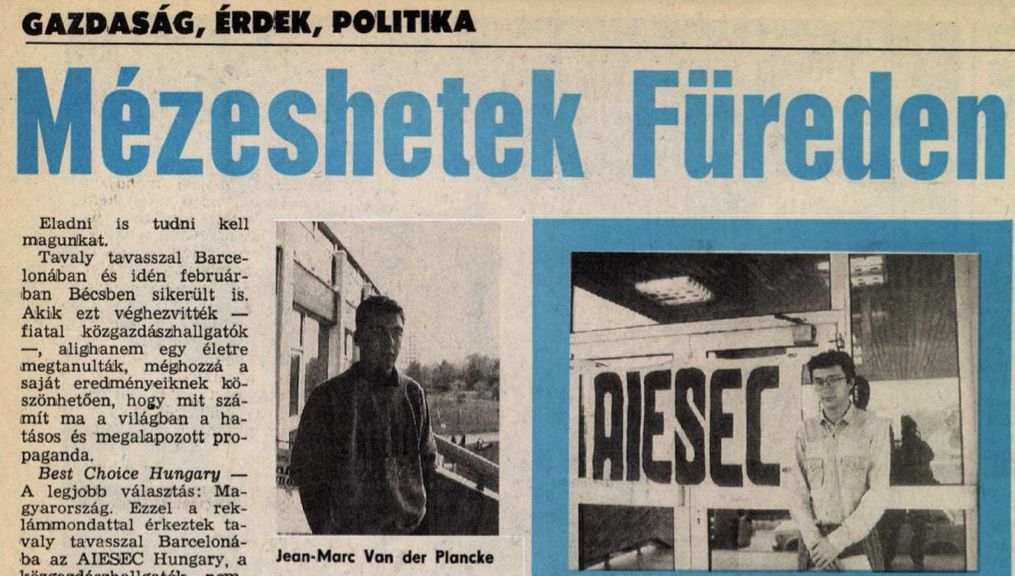 GAZDASÁG, ÉRDEK, POLITIKA
Mézeshetek Füreden
Eladni is tudni kell
magunkat.
Tavaly tavasszal Barce-
lonában és idén február-
ban Bécsben sikerült is.
Akik ezt véghezvitték —
fiatal közgazdászhallgatók
—, alighanem egy életre
megtanulták, méghozzá a
saját eredményeiknek kö-
szönhetően, hogy mit szá-
mít ma a világban a ha-
tásos és megalapozott pro-
paganda.
Best Choice Hungary —
A legjobb választás: Ma-
gyarország. Ezzel a rek-
lámmondattal érkeztek ta-
valy tavasszal Barceloná-
ba az AIESEC Hungary, a
Jean-Marc Van der Plancke
AIESEC